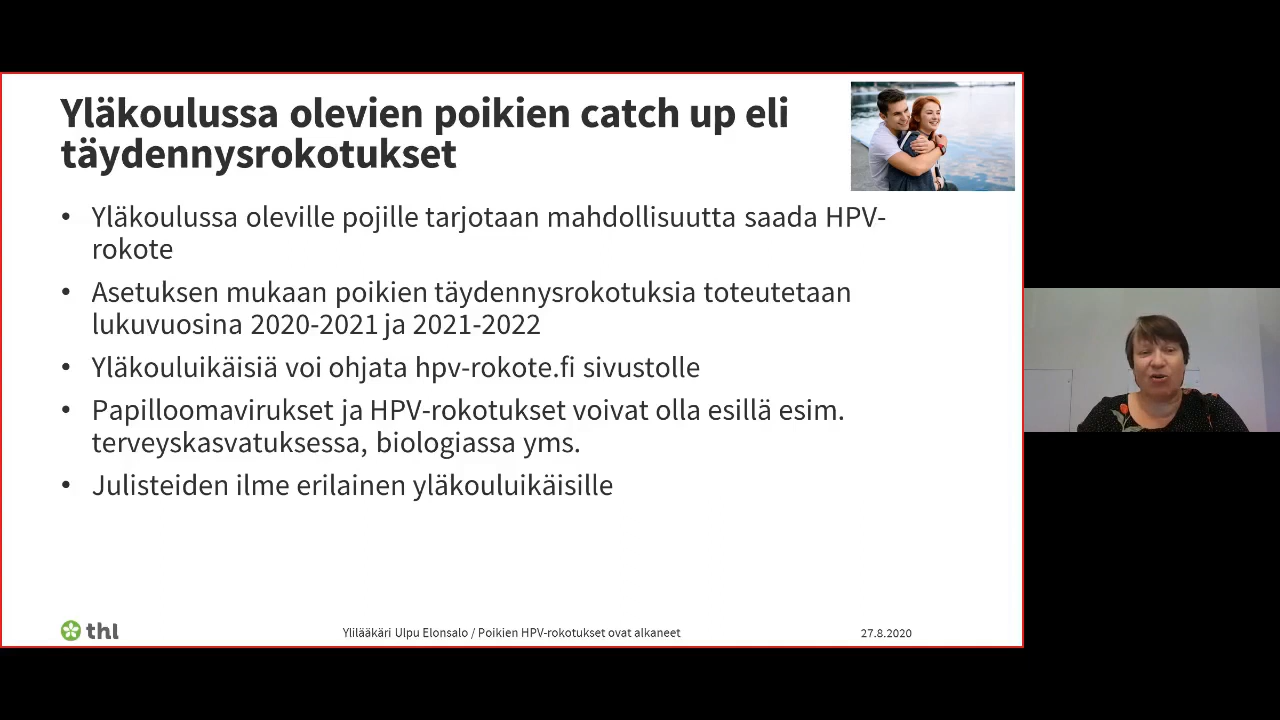 Yläkoulussa olevien poikien catch up eli
täydennysrokotukset
• Yläkoulussa oleville pojille tarjotaan mahdollisuutta saada HPV-
rokote
• Asetuksen mukaan poikien täydennysrokotuksia toteutetaan
lukuvuosina 2020-2021 ja 2021-2022
• Yläkouluikäisiä voi ohjata hpv-rokote.fi sivustolle
• Papilloomavirukset ja HPV-rokotukset voivat olla esillä esim.
terveyskasvatuksessa, biologiassa yms.
• Julisteiden ilme erilainen yläkouluikäisille
thl
Ylilääkäri Ulpu Elonsalo / Poikien HPV-rokotukset ovat alkaneet
27.8.2020